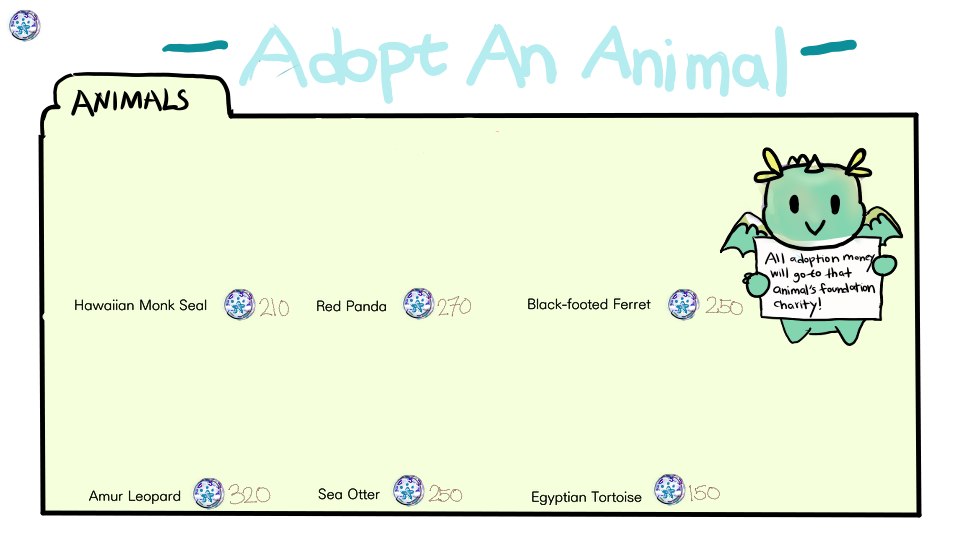 Adopt An Animal
ANIMALS
All adoption money
will go to that
animal's foundation
charity!
Hawaiian Monk Seal 210 Red Panda 270 Black-footed Ferret 250
Amur Leopard 320 Sea Otter 250 Egyptian Tortoise 150